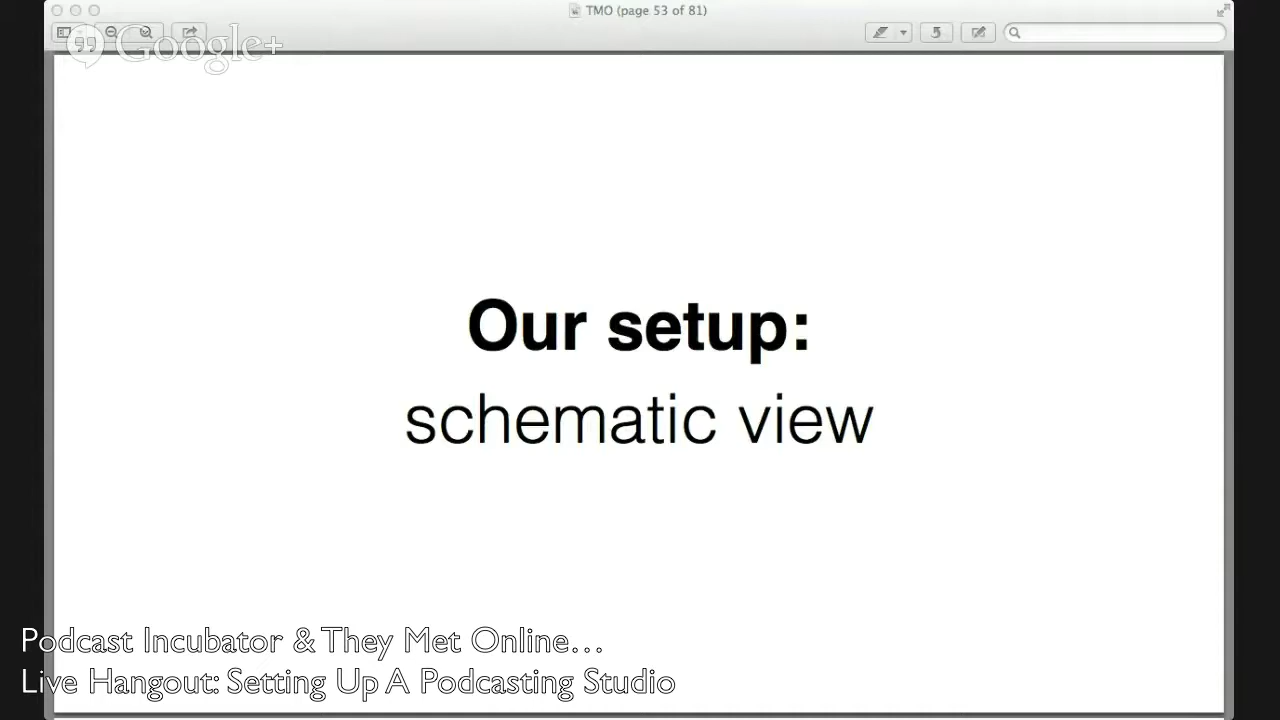 TMO (page 53 of 81)
Google+
Our setup:
schematic view
Podcast Incubator & They Met Online...
Live Hangout: Setting Up A Podcasting Studio